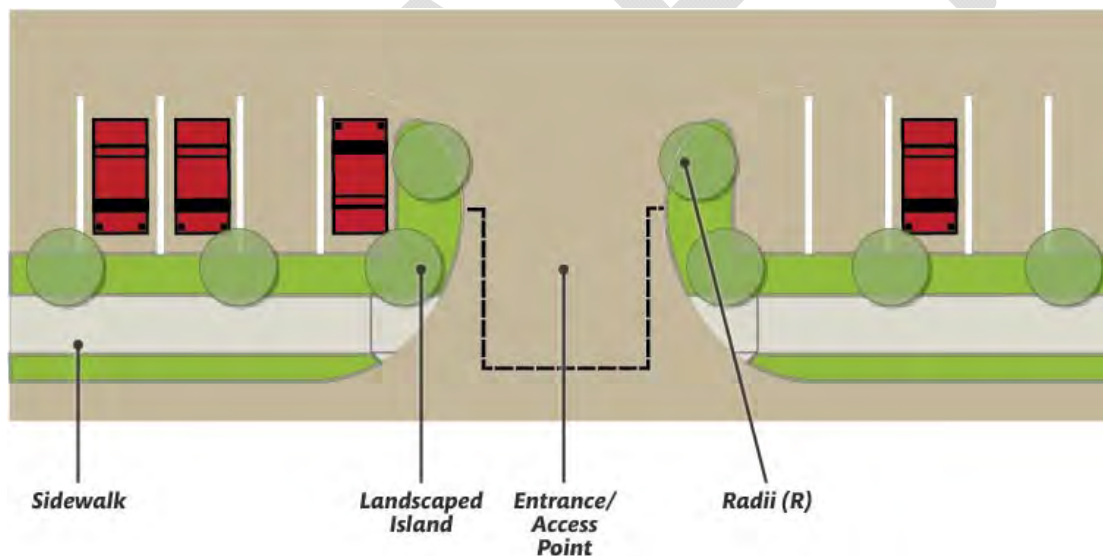 Sidewalk
Landscaped
Island
Entrance/
Access
Point
Radii (R)